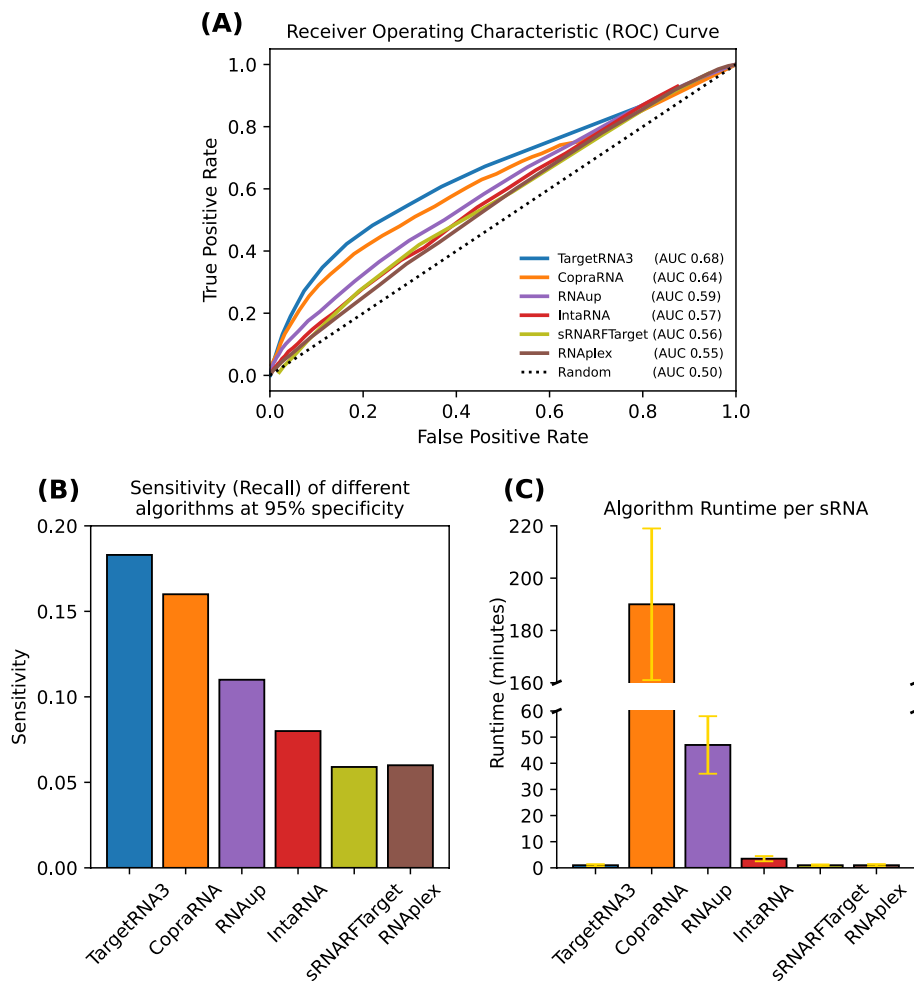 (A)
Receiver Operating Characteristic (ROC) Curve
True Positive Rate
1.0
0.8
0.6
0.4
0.2
0.0
TargetRNA3 (AUC 0.68)
CopraRNA (AUC 0.64)
RNAup (AUC 0.59)
IntaRNA (AUC 0.57)
sRNARFTarget (AUC 0.56)
RNAplex (AUC 0.55)
Random (AUC 0.50)
0.0 0.2 0.4 0.6 0.8 1.0
False Positive Rate
(B)
Sensitivity (Recall) of different
algorithms at 95% specificity
Sensitivity
0.20
0.15
0.10
0.05
0.00
TargetRNA3
CopraRNA
RNAup
IntaRNA
sRNARFTarget
RNAplex
(C)
Algorithm Runtime per sRNA
Runtime (minutes)
220
200
180
160
60
50
40
30
20
10
0
TargetRNA3
CopraRNA
RNAup
IntaRNA
sRNARFTarget
RNAplex